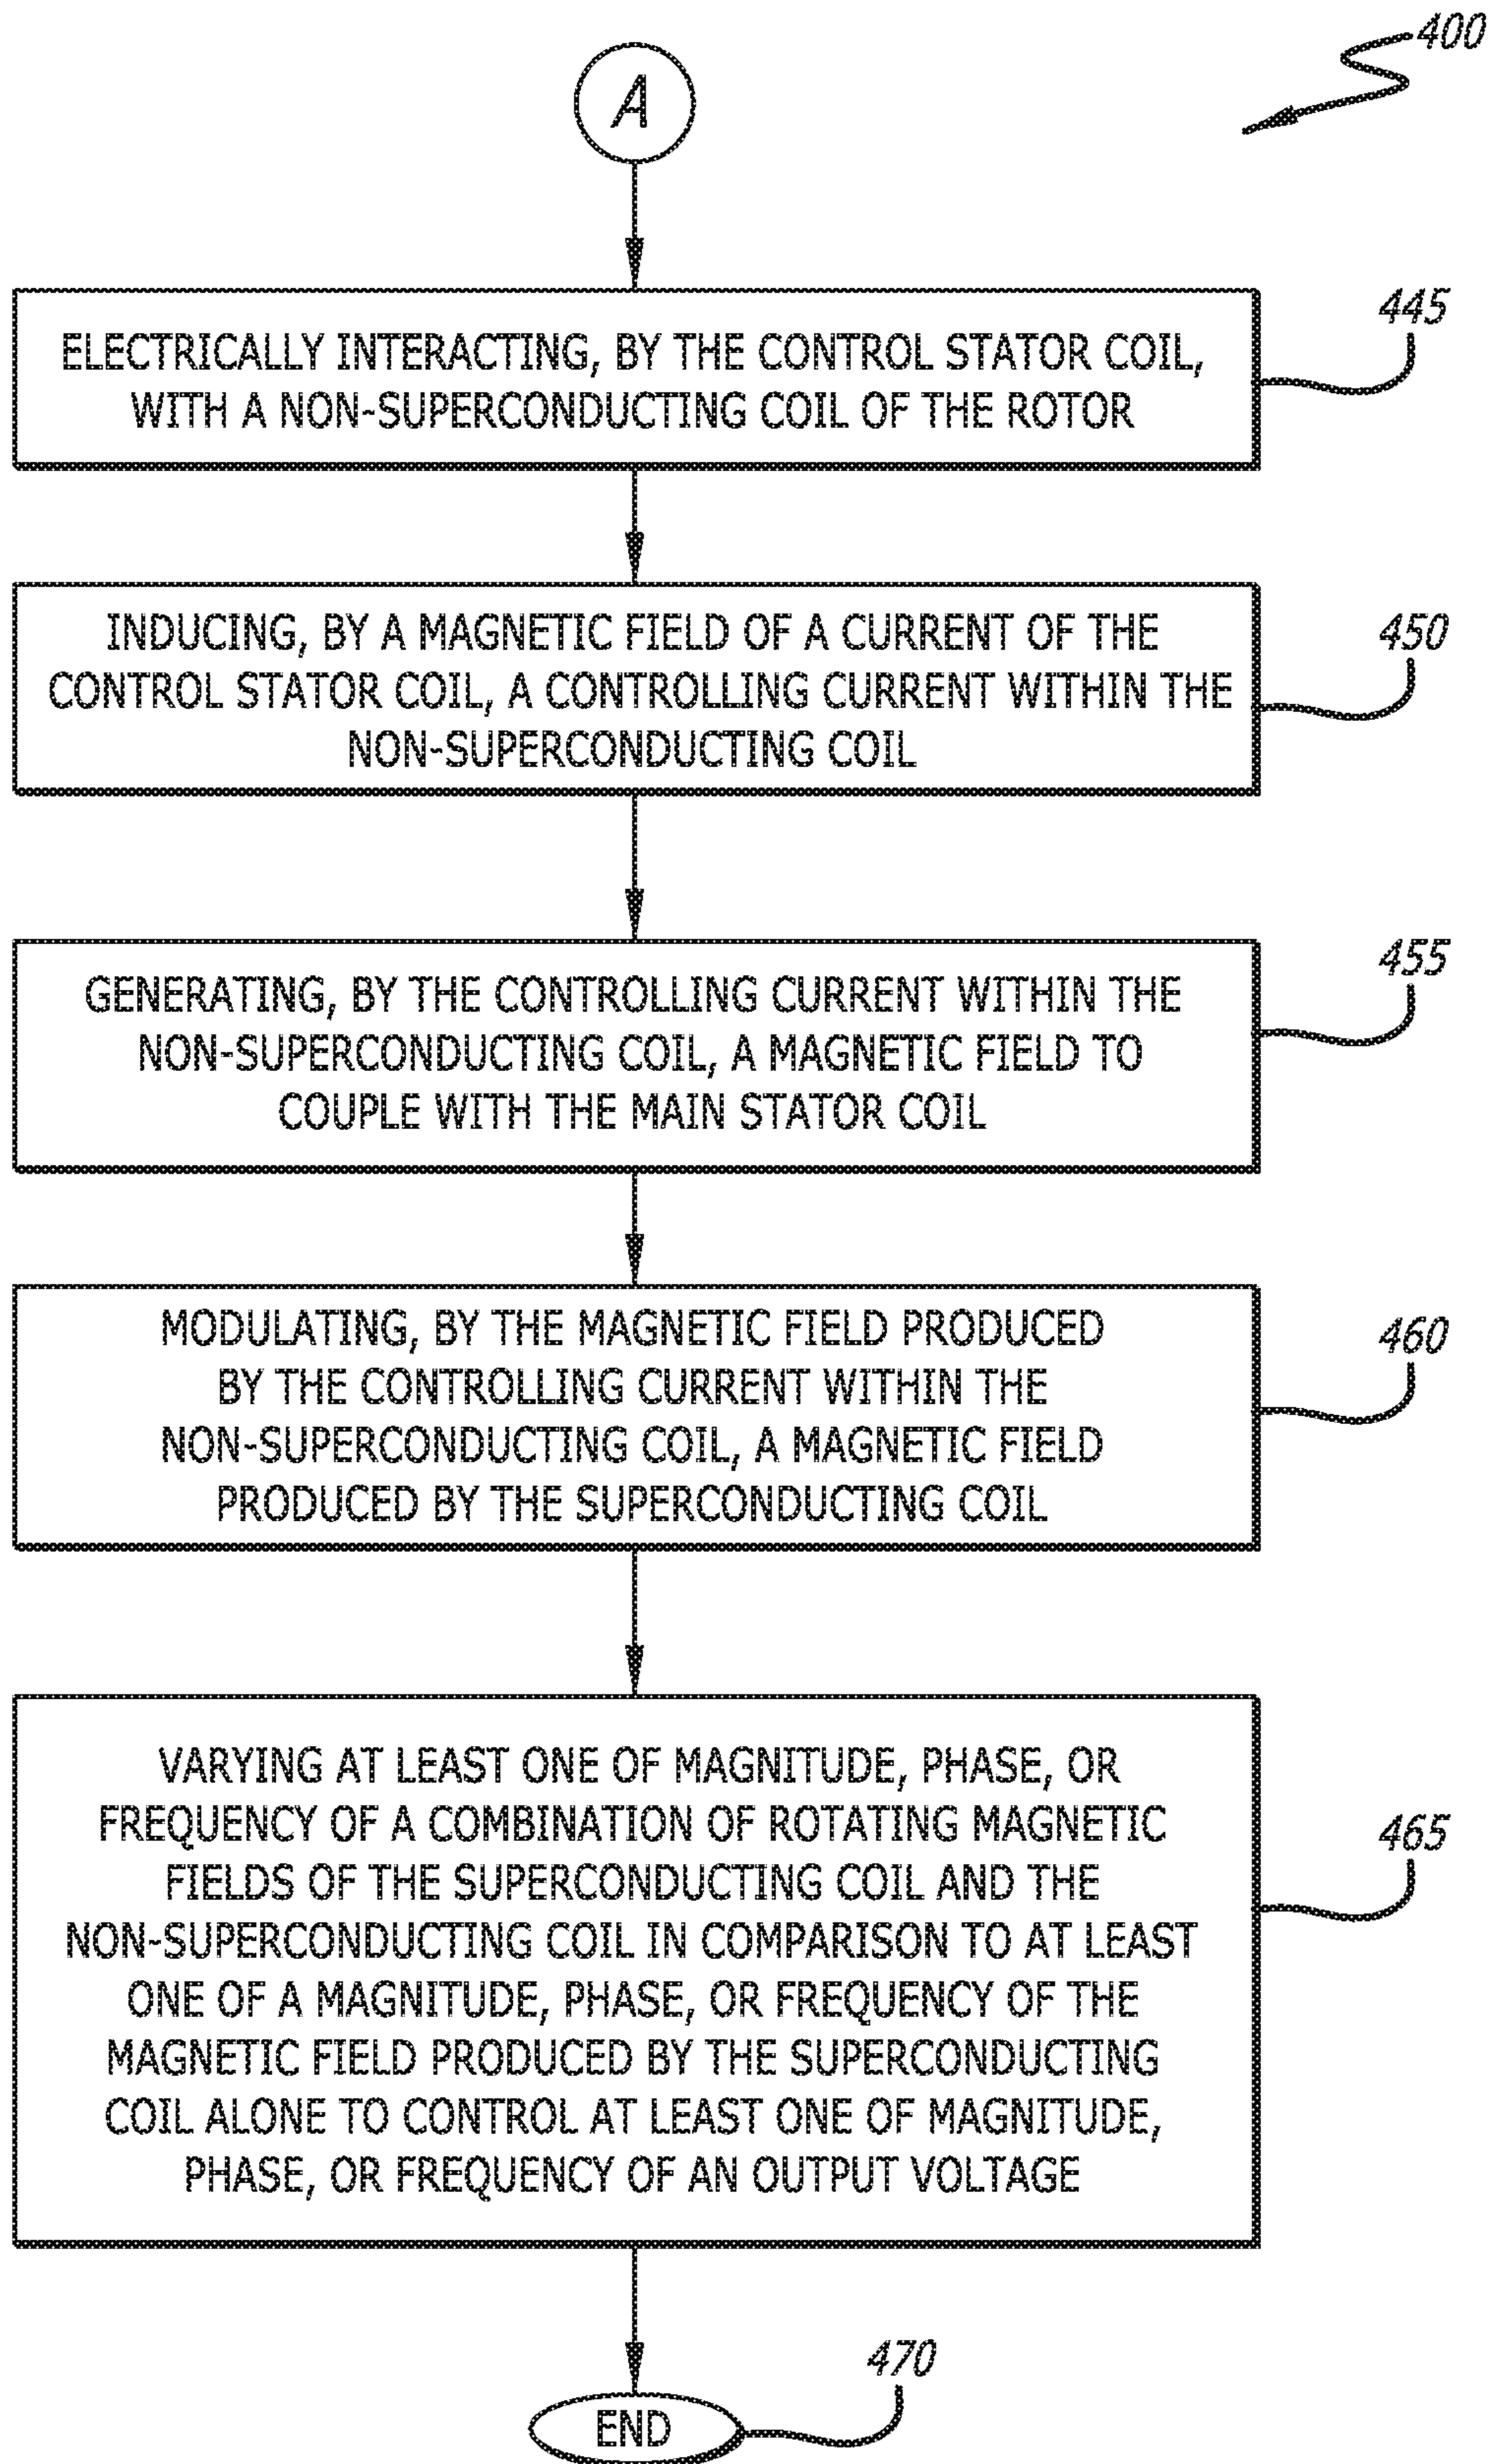 400
A
445
ELECTRICALLY INTERACTING, BY THE CONTROL STATOR COIL,
WITH A NON-SUPERCONDUCTING COIL OF THE ROTOR
450
INDUCING, BY A MAGNETIC FIELD OF A CURRENT OF THE
CONTROL STATOR COIL, A CONTROLLING CURRENT WITHIN THE
NON-SUPERCONDUCTING COIL
455
GENERATING, BY THE CONTROLLING CURRENT WITHIN THE
NON-SUPERCONDUCTING COIL, A MAGNETIC FIELD TO
COUPLE WITH THE MAIN STATOR COIL
460
MODULATING, BY THE MAGNETIC FIELD PRODUCED
BY THE CONTROLLING CURRENT WITHIN THE
NON-SUPERCONDUCTING COIL, A MAGNETIC FIELD
PRODUCED BY THE SUPERCONDUCTING COIL
465
VARYING AT LEAST ONE OF MAGNITUDE, PHASE, OR
FREQUENCY OF A COMBINATION OF ROTATING MAGNETIC
FIELDS OF THE SUPERCONDUCTING COIL AND THE
NON-SUPERCONDUCTING COIL IN COMPARISON TO AT LEAST
ONE OF A MAGNITUDE, PHASE, OR FREQUENCY OF THE
MAGNETIC FIELD PRODUCED BY THE SUPERCONDUCTING
COIL ALONE TO CONTROL AT LEAST ONE OF MAGNITUDE,
PHASE, OR FREQUENCY OF AN OUTPUT VOLTAGE
470
END